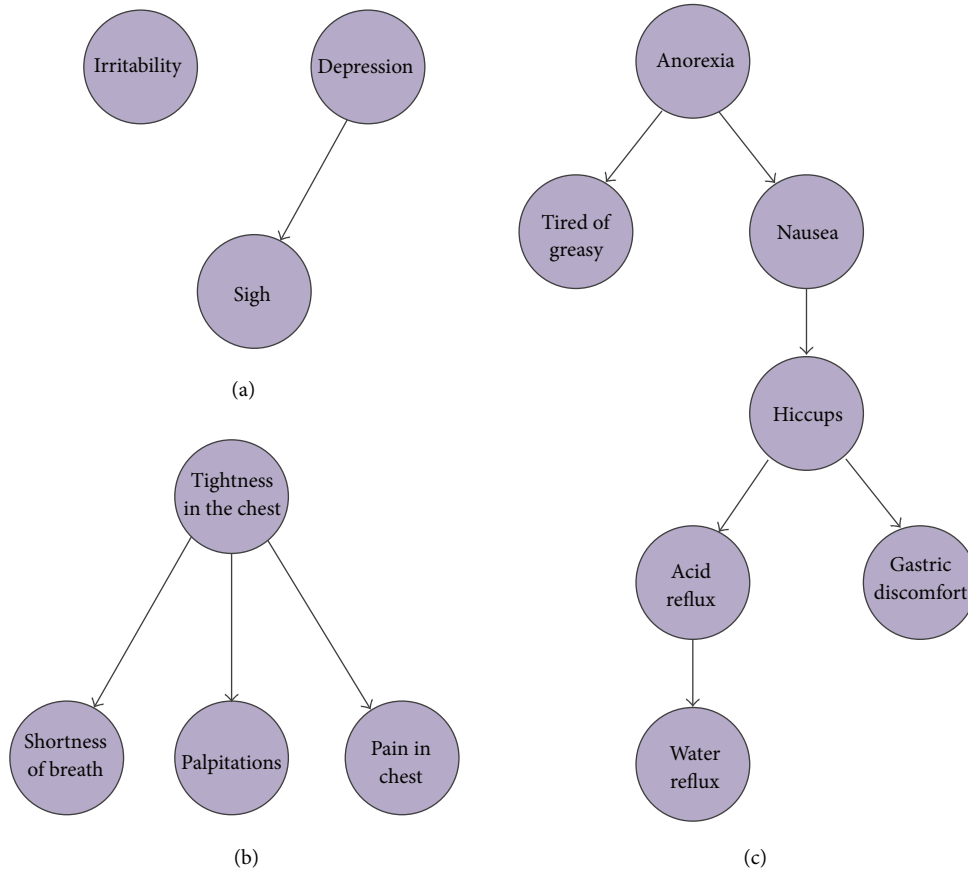 Irritability
Depression
Sigh
(a)
Tightness
in the chest
Shortness
of breath
Palpitations
Pain in
chest
(b)
Anorexia
Tired of
greasy
Nausea
Hiccups
Acid
reflux
Gastric
discomfort
Water
reflux
(c)